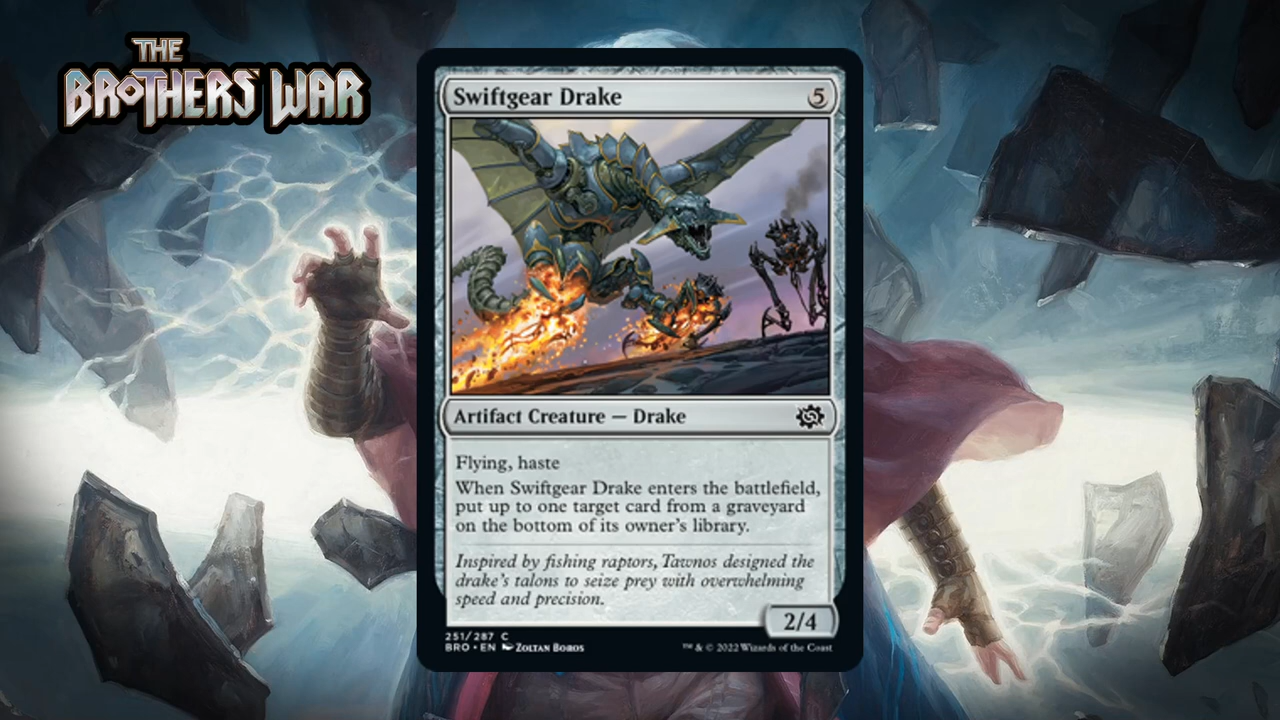 THE
BROTHERS' WAR
Swiftgear Drake 5
Artifact Creature — Drake
Flying, haste
When Swiftgear Drake enters the battlefield,
put up to one target card from a graveyard
on the bottom of its owner's library.
Inspired by fishing raptors, Tawnos designed the
drake's talons to seize prey with overwhelming
speed and precision.
2/4
251/287 C
BRO • EN Zoltan Boros
™ & © 2022 Wizards of the Coast